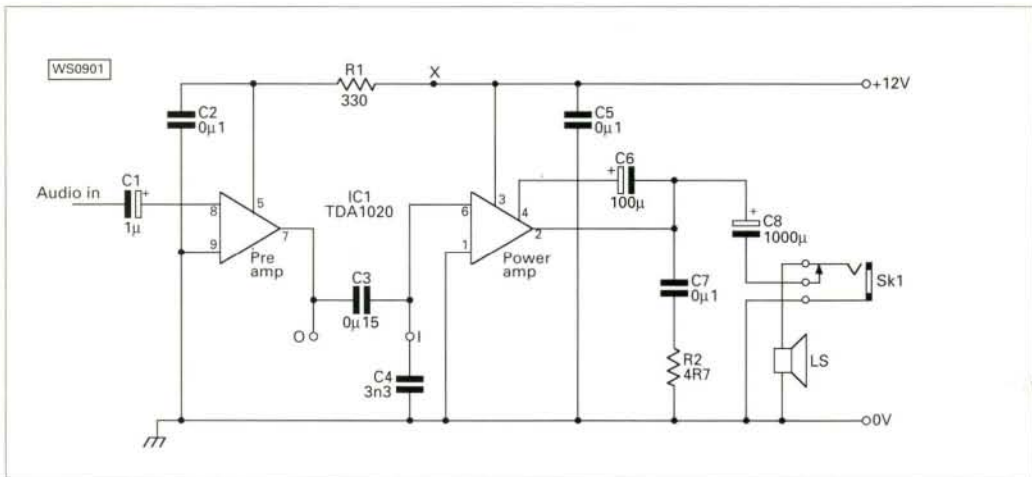 WS0901
R1
330
X
+12V
C2
0µ1
C5
0µ1
C6
+
100µ
Audio in
C1
+
1µ
IC1
TDA1020
8
5
9
7
Pre
amp
6
3
4
1
2
Power
amp
+
C8
1000µ
C3
0µ15
O
I
C7
0µ1
Sk1
C4
3n3
R2
4R7
LS
0V